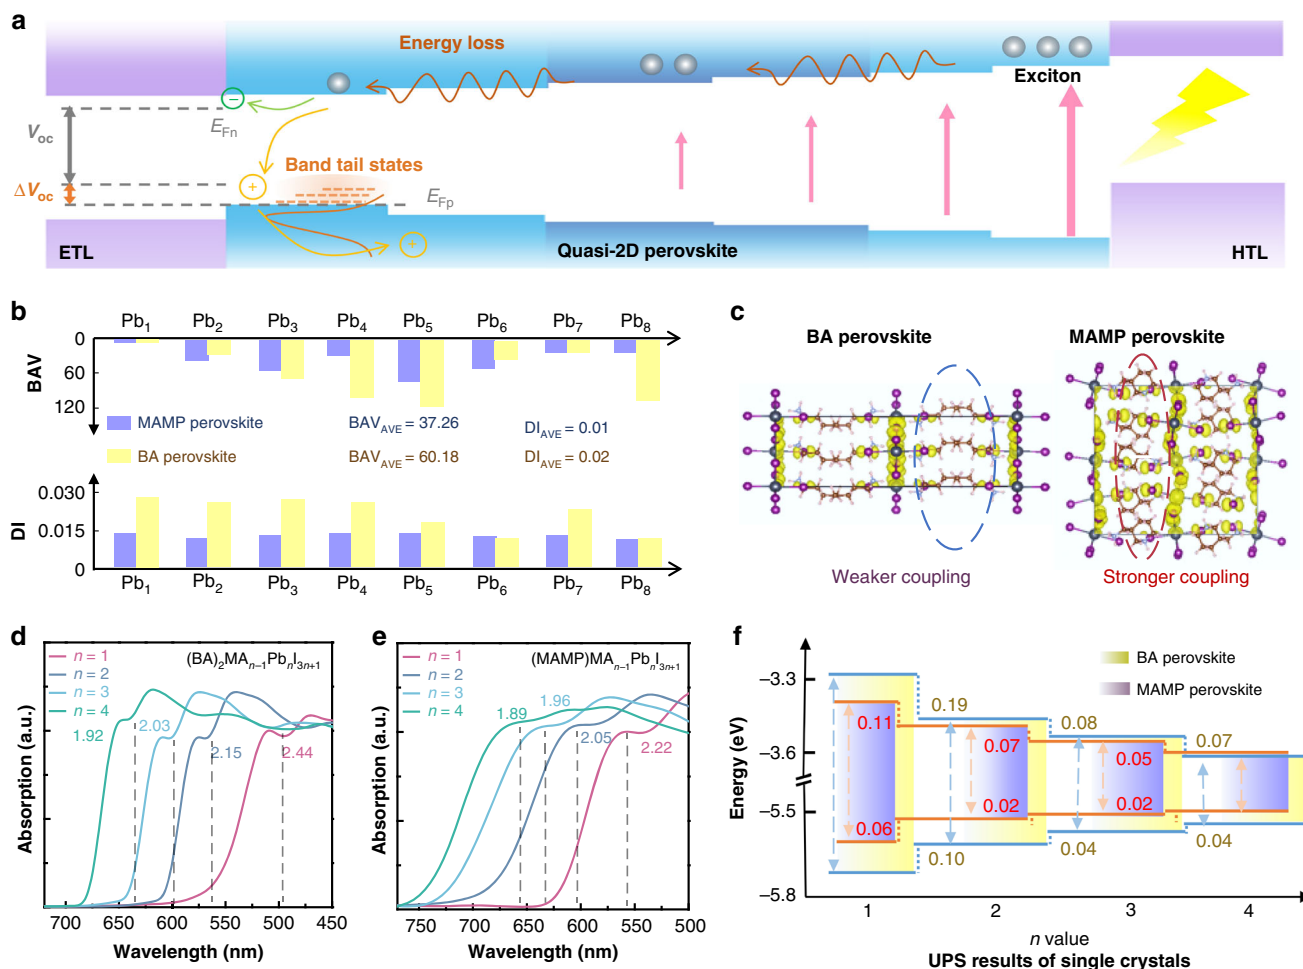 a
Energy loss
Exciton
V_oc
E_Fn
Band tail states
ΔV_oc
E_Fp
ETL
Quasi-2D perovskite
HTL
b
Pb₁ Pb₂ Pb₃ Pb₄ Pb₅ Pb₆ Pb₇ Pb₈
BAV
0
60
120
MAMP perovskite BAV_AVE = 37.26 DI_AVE = 0.01
BA perovskite BAV_AVE = 60.18 DI_AVE = 0.02
DI
0.030
0.015
0
Pb₁ Pb₂ Pb₃ Pb₄ Pb₅ Pb₆ Pb₇ Pb₈
c
BA perovskite MAMP perovskite
Weaker coupling Stronger coupling
d
n = 1
n = 2
n = 3
n = 4
(BA)₂MAₙ₋₁PbₙI₃ₙ₊₁
1.92
2.03
2.15
2.44
Absorption (a.u.)
700 650 600 550 500 450
Wavelength (nm)
e
n = 1
n = 2
n = 3
n = 4
(MAMP)MAₙ₋₁PbₙI₃ₙ₊₁
1.89
1.96
2.05
2.22
Absorption (a.u.)
750 700 650 600 550 500
Wavelength (nm)
f
BA perovskite
MAMP perovskite
Energy (eV)
−3.3
−3.6
−5.5
−5.8
0.19
0.08
0.07
0.11
0.07
0.05
0.06
0.02
0.02
0.10
0.04
0.04
1 2 3 4
n value
UPS results of single crystals